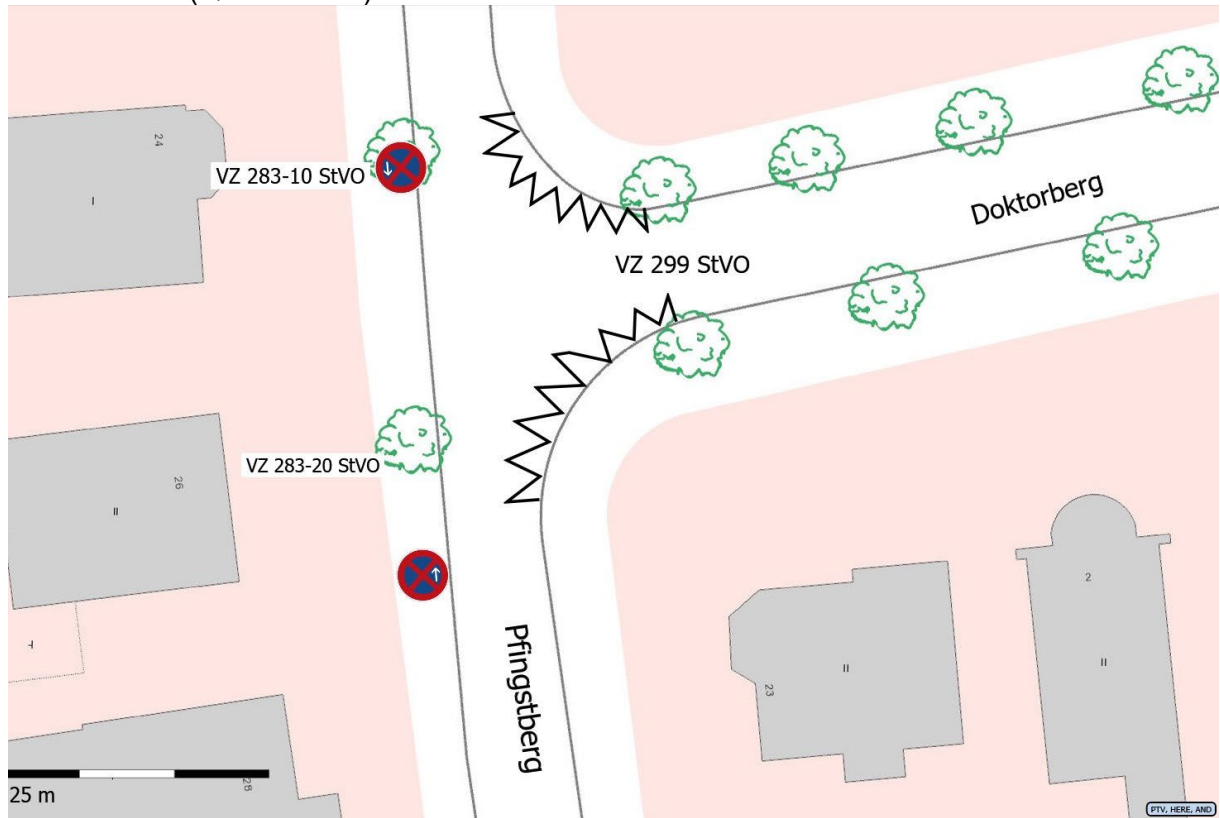 24
I
VZ 283-10 StVO
Doktorberg
VZ 299 StVO
VZ 283-20 StVO
26
II
2
II
II
23
Pfingstberg
28
25 m
PTV, HERE, AND